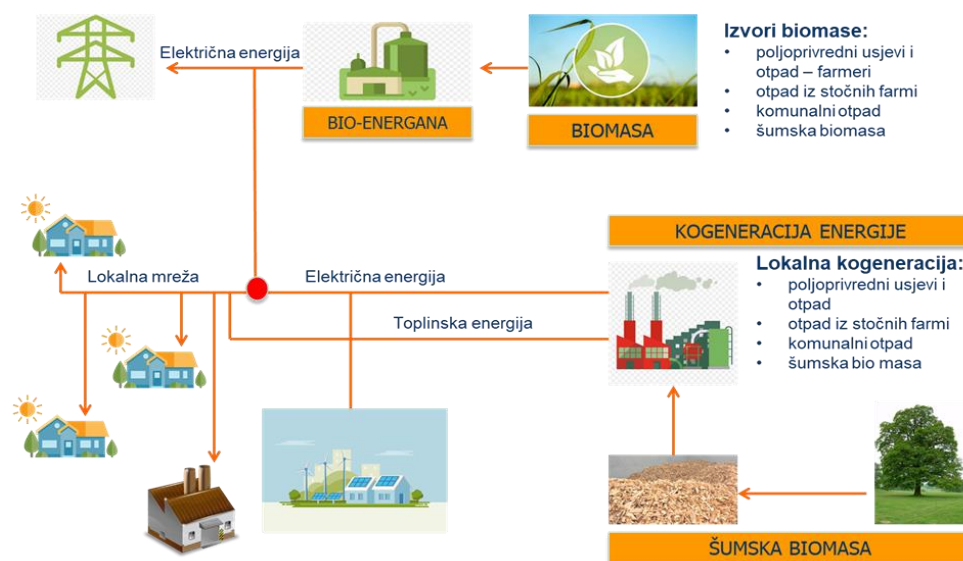 Električna energija
BIO-ENERGANA
BIOMASA
Izvori biomase:
• poljoprivredni usjevi i
otpad – farmeri
• otpad iz stočnih farmi
• komunalni otpad
• šumska biomasa
KOGENERACIJA ENERGIJE
Lokalna mreža
Električna energija
Toplinska energija
Lokalna kogeneracija:
• poljoprivredni usjevi i
otpad
• otpad iz stočnih farmi
• komunalni otpad
• šumska bio masa
ŠUMSKA BIOMASA